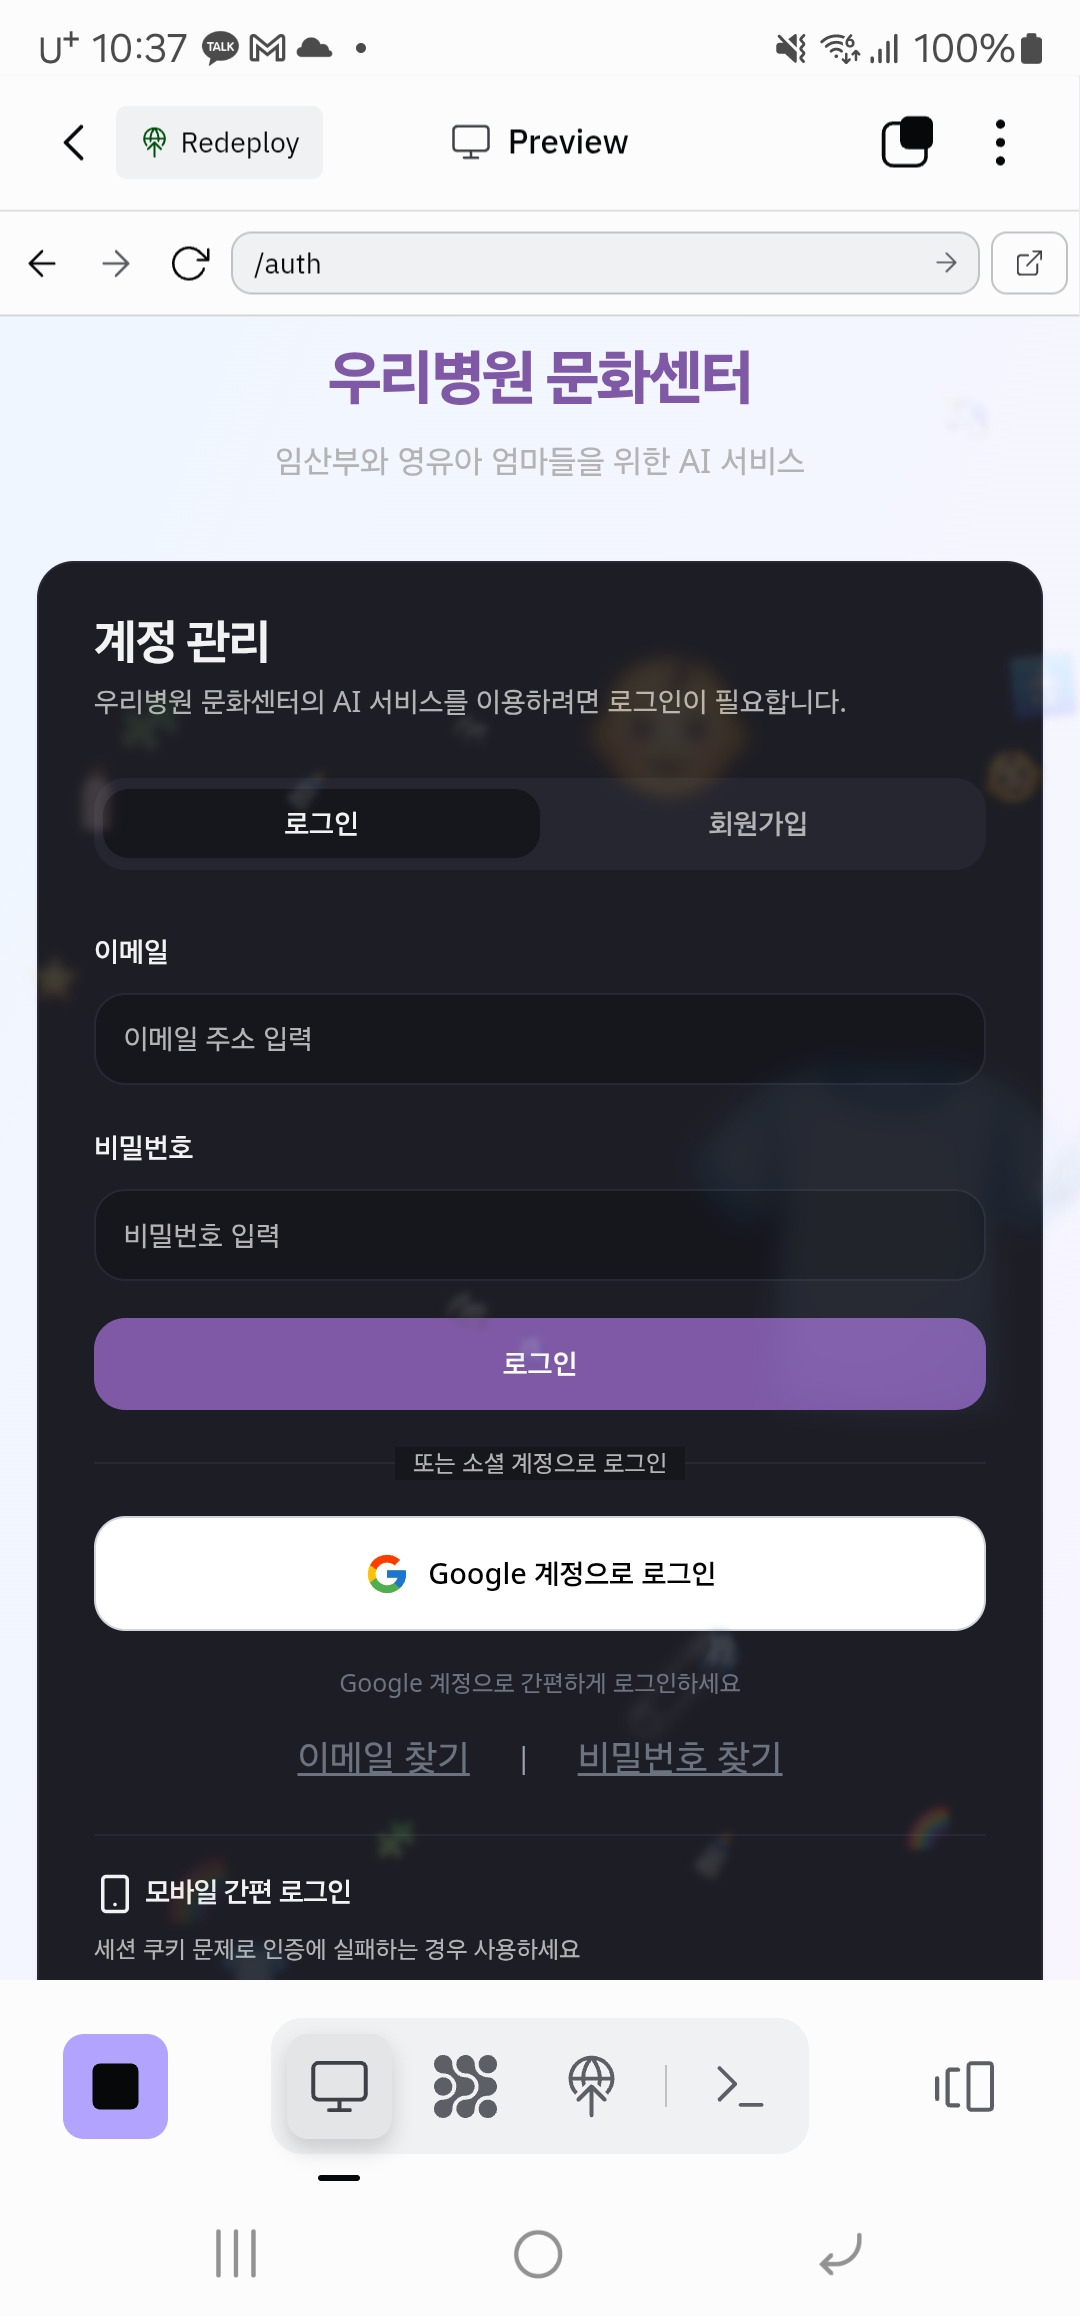 U+ 10:37 TALK 6 100%
Redeploy Preview
/auth
우리병원 문화센터
임산부와 영유아 엄마들을 위한 AI 서비스
계정 관리
우리병원 문화센터의 AI 서비스를 이용하려면 로그인이 필요합니다.
로그인 회원가입
이메일
이메일 주소 입력
비밀번호
비밀번호 입력
로그인
또는 소셜 계정으로 로그인
Google 계정으로 로그인
Google 계정으로 간편하게 로그인하세요
이메일 찾기 | 비밀번호 찾기
모바일 간편 로그인
세션 쿠키 문제로 인증에 실패하는 경우 사용하세요